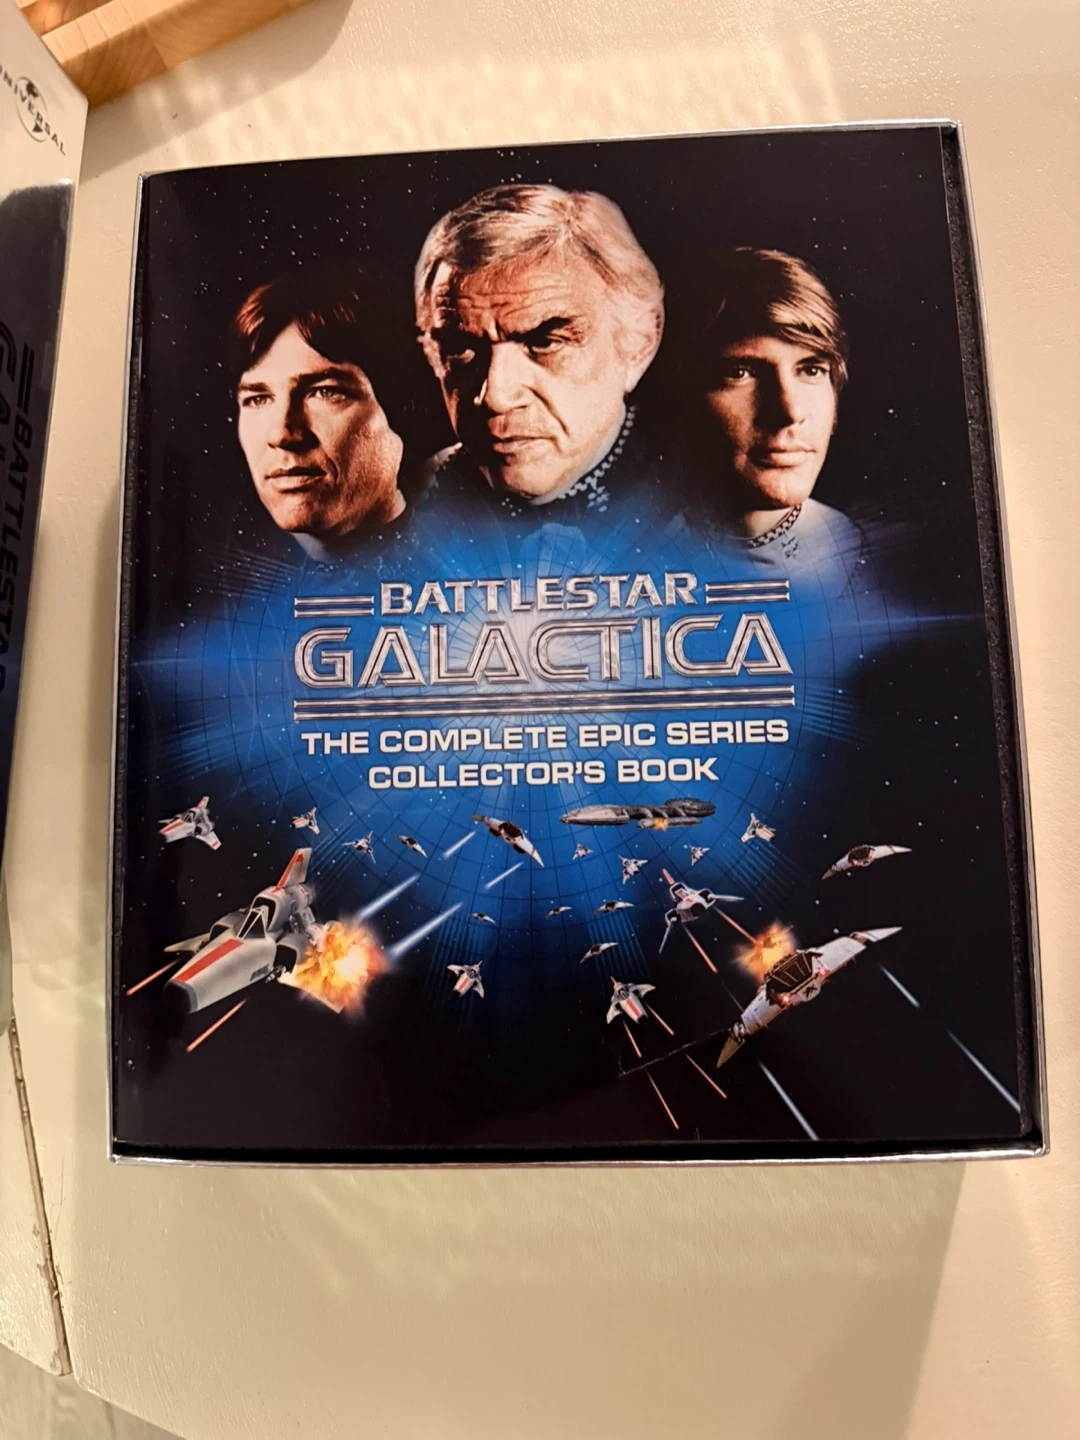 UNIVERSAL
BATTLESTAR
GALACTICA
THE COMPLETE EPIC SERIES
COLLECTOR'S BOOK
BATTLESTAR